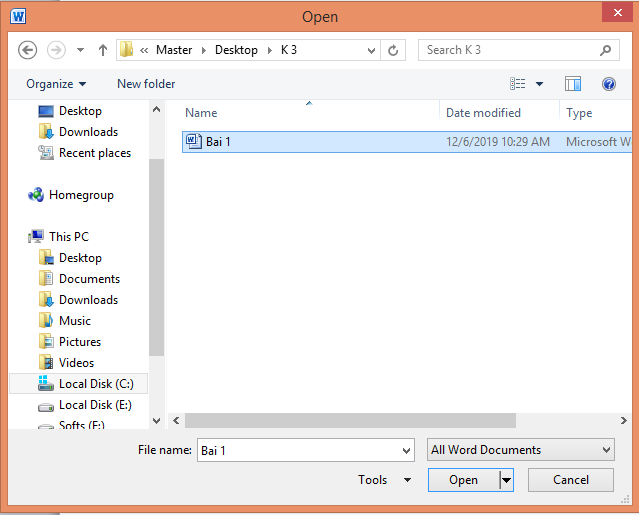 Open
« Master Desktop K 3
Search K 3
Organize New folder
Name Date modified Type
Bai 1 12/6/2019 10:29 AM Microsoft W
Desktop
Downloads
Recent places
Homegroup
This PC
Desktop
Documents
Downloads
Music
Pictures
Videos
Local Disk (C:)
Local Disk (E:)
Softs (F:)
File name: Bai 1 All Word Documents
Tools Open Cancel